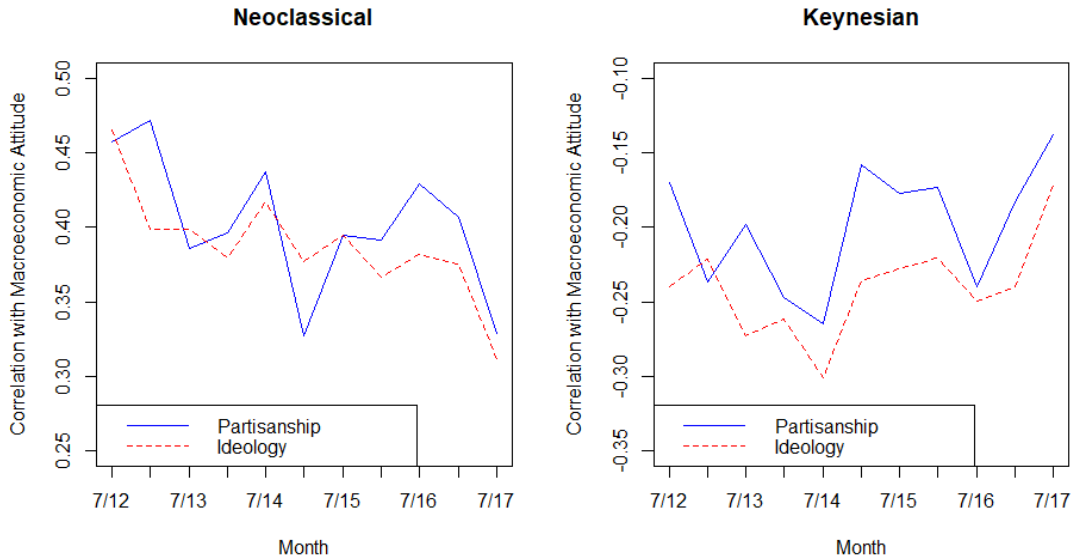 Neoclassical
Correlation with Macroeconomic Attitude
0.50
0.45
0.40
0.35
0.30
0.25
Partisanship
Ideology
7/12 7/13 7/14 7/15 7/16 7/17
Month
Keynesian
Correlation with Macroeconomic Attitude
-0.10
-0.15
-0.20
-0.25
-0.30
-0.35
Partisanship
Ideology
7/12 7/13 7/14 7/15 7/16 7/17
Month